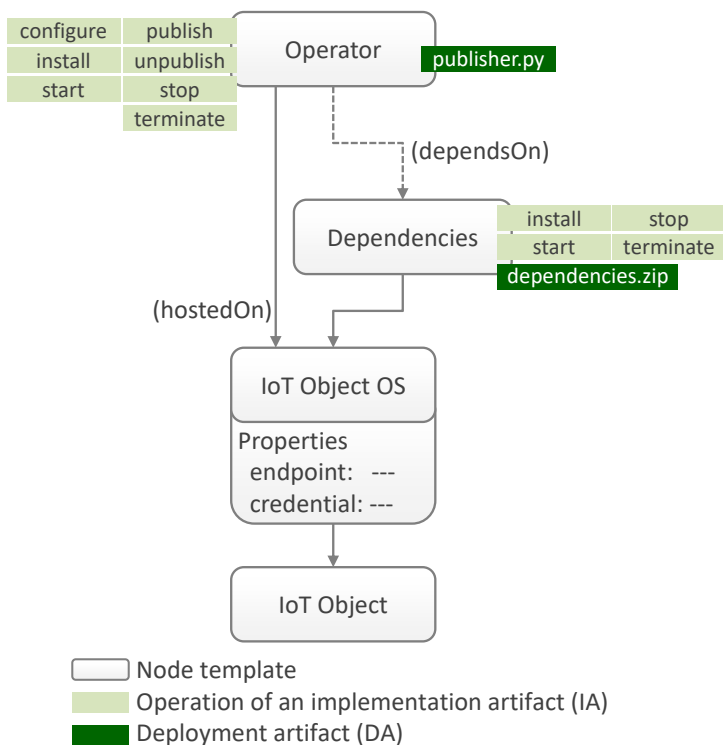 configure publish
install unpublish
start stop
terminate
Operator
publisher.py
(dependsOn)
Dependencies
install stop
start terminate
dependencies.zip
(hostedOn)
IoT Object OS
Properties
endpoint: ---
credential: ---
IoT Object
Node template
Operation of an implementation artifact (IA)
Deployment artifact (DA)